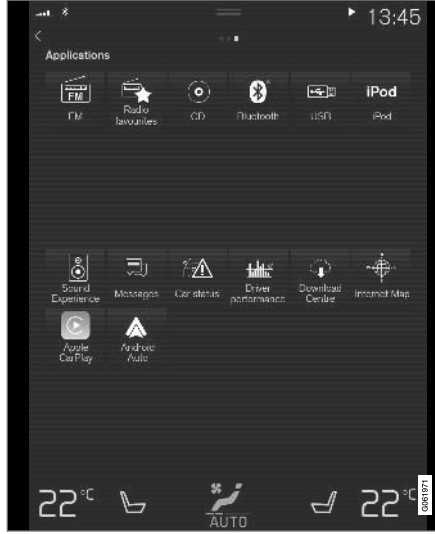 13:45
Applications
FM
iPod
FM
Radio
favourites
CD
Bluetooth
USB
iPod
Sound
Experience
Messages
Car status
Driver
performance
Download
Centre
Internet Map
Apple
CarPlay
Android
Auto
22°C
AUTO
22°C
G061971